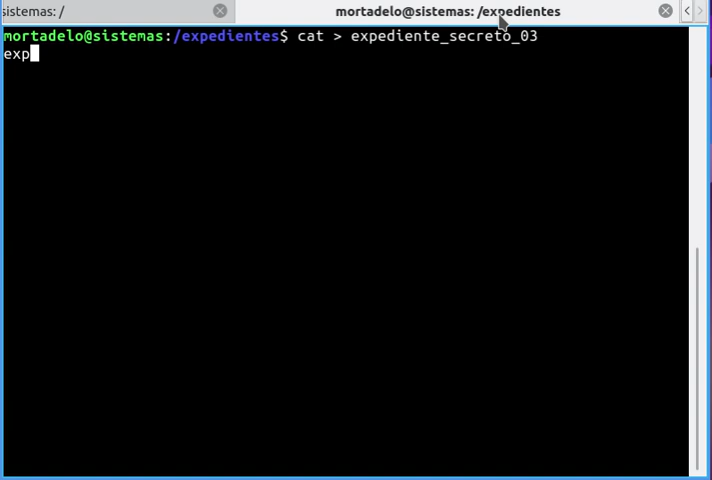 sistemas: /
mortadelo@sistemas: /expedientes
mortadelo@sistemas:/expedientes$ cat > expediente_secreto_03
exp